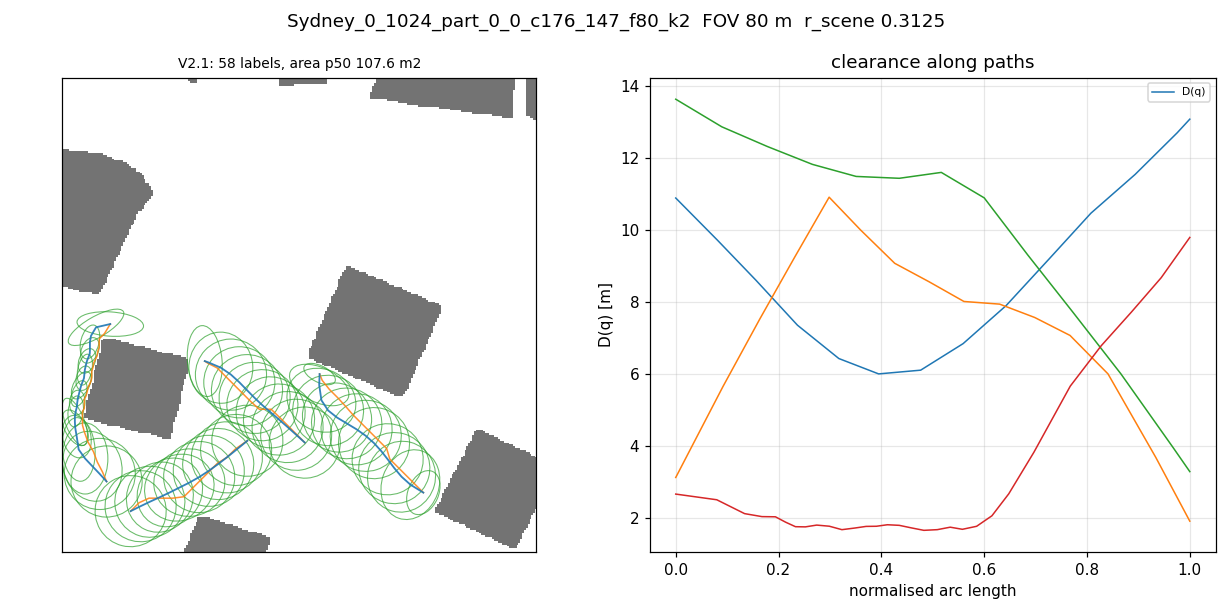 Sydney_0_1024_part_0_0_c176_147_f80_k2  FOV 80 m  r_scene 0.3125
V2.1: 58 labels, area p50 107.6 m2
clearance along paths
D(q)
14
12
10
8
6
4
2
D(q) [m]
0.0 0.2 0.4 0.6 0.8 1.0
normalised arc length